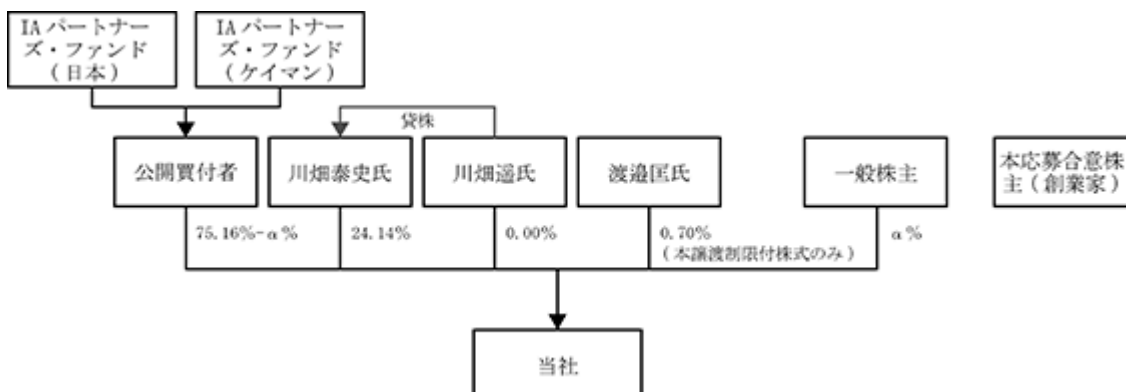 IA パートナー
ズ・ファンド
(日本)
IA パートナー
ズ・ファンド
(ケイマン)
貸株
公開買付者
川畑泰史氏
川畑遥氏
渡邉匡氏
一般株主
本応募合意株
主(創業家)
75.16%-α%
24.14%
0.00%
0.70%
(本譲渡制限付株式のみ)
α%
当社